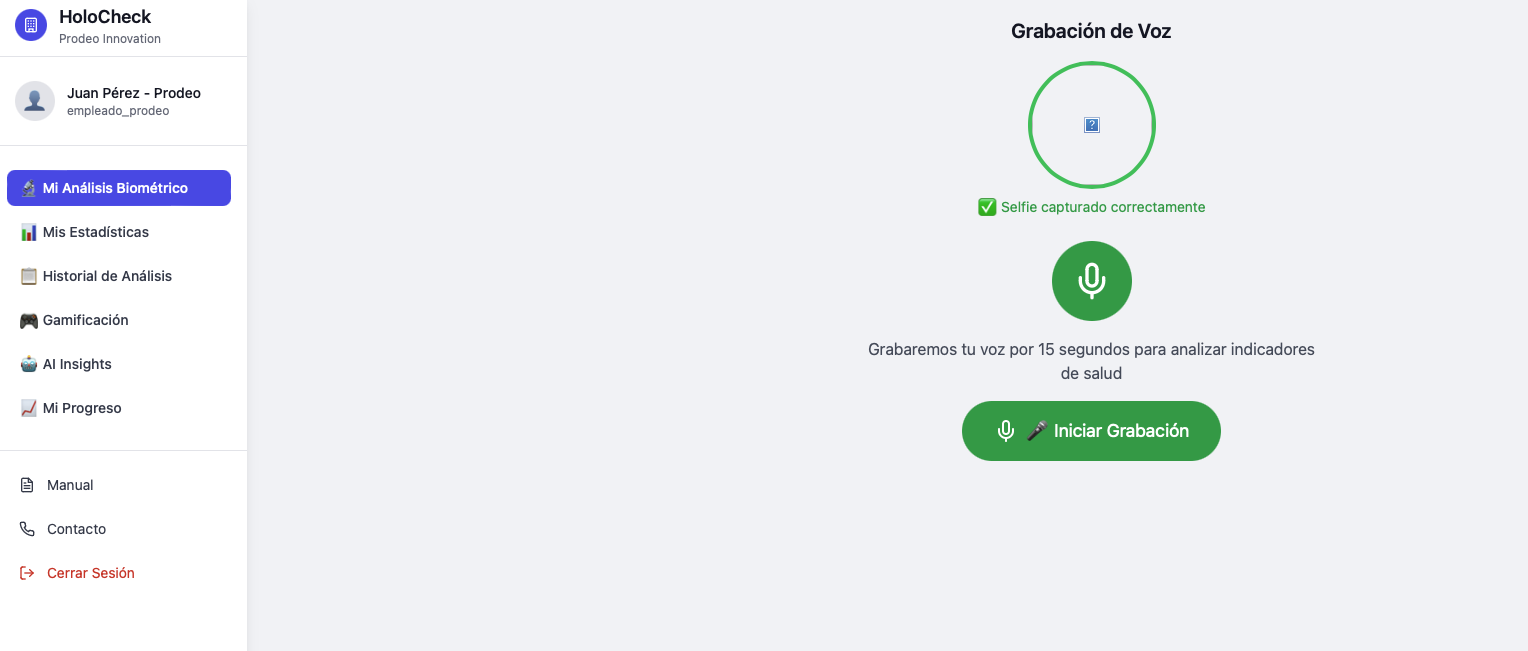 HoloCheck
Prodeo Innovation
Juan Pérez - Prodeo
empleado_prodeo
Mi Análisis Biométrico
Mis Estadísticas
Historial de Análisis
Gamificación
AI Insights
Mi Progreso
Manual
Contacto
Cerrar Sesión
Grabación de Voz
?
Selfie capturado correctamente
Grabaremos tu voz por 15 segundos para analizar indicadores
de salud
Iniciar Grabación